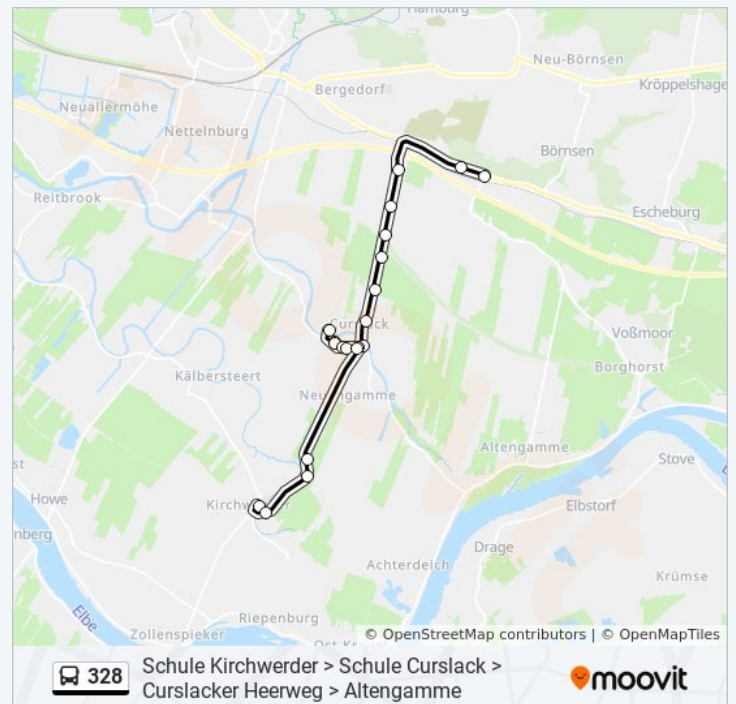 Hamburg
Neu-Börnsen
Kröppelshage
Bergedorf
Neuallermöhe
Nettelnburg
Börnsen
Reitbrook
Escheburg
Voßmoor
Borghorst
Kälbersteert
Altengamme
Stove
Howe
Elbstorf
Drage
Achterdeich
Krümse
Elbe
Riepenburg
Zollenspieker
© OpenStreetMap contributors | © OpenMapTiles
328
Schule Kirchwerder > Schule Curslack >
Curslacker Heerweg > Altengamme
moovit